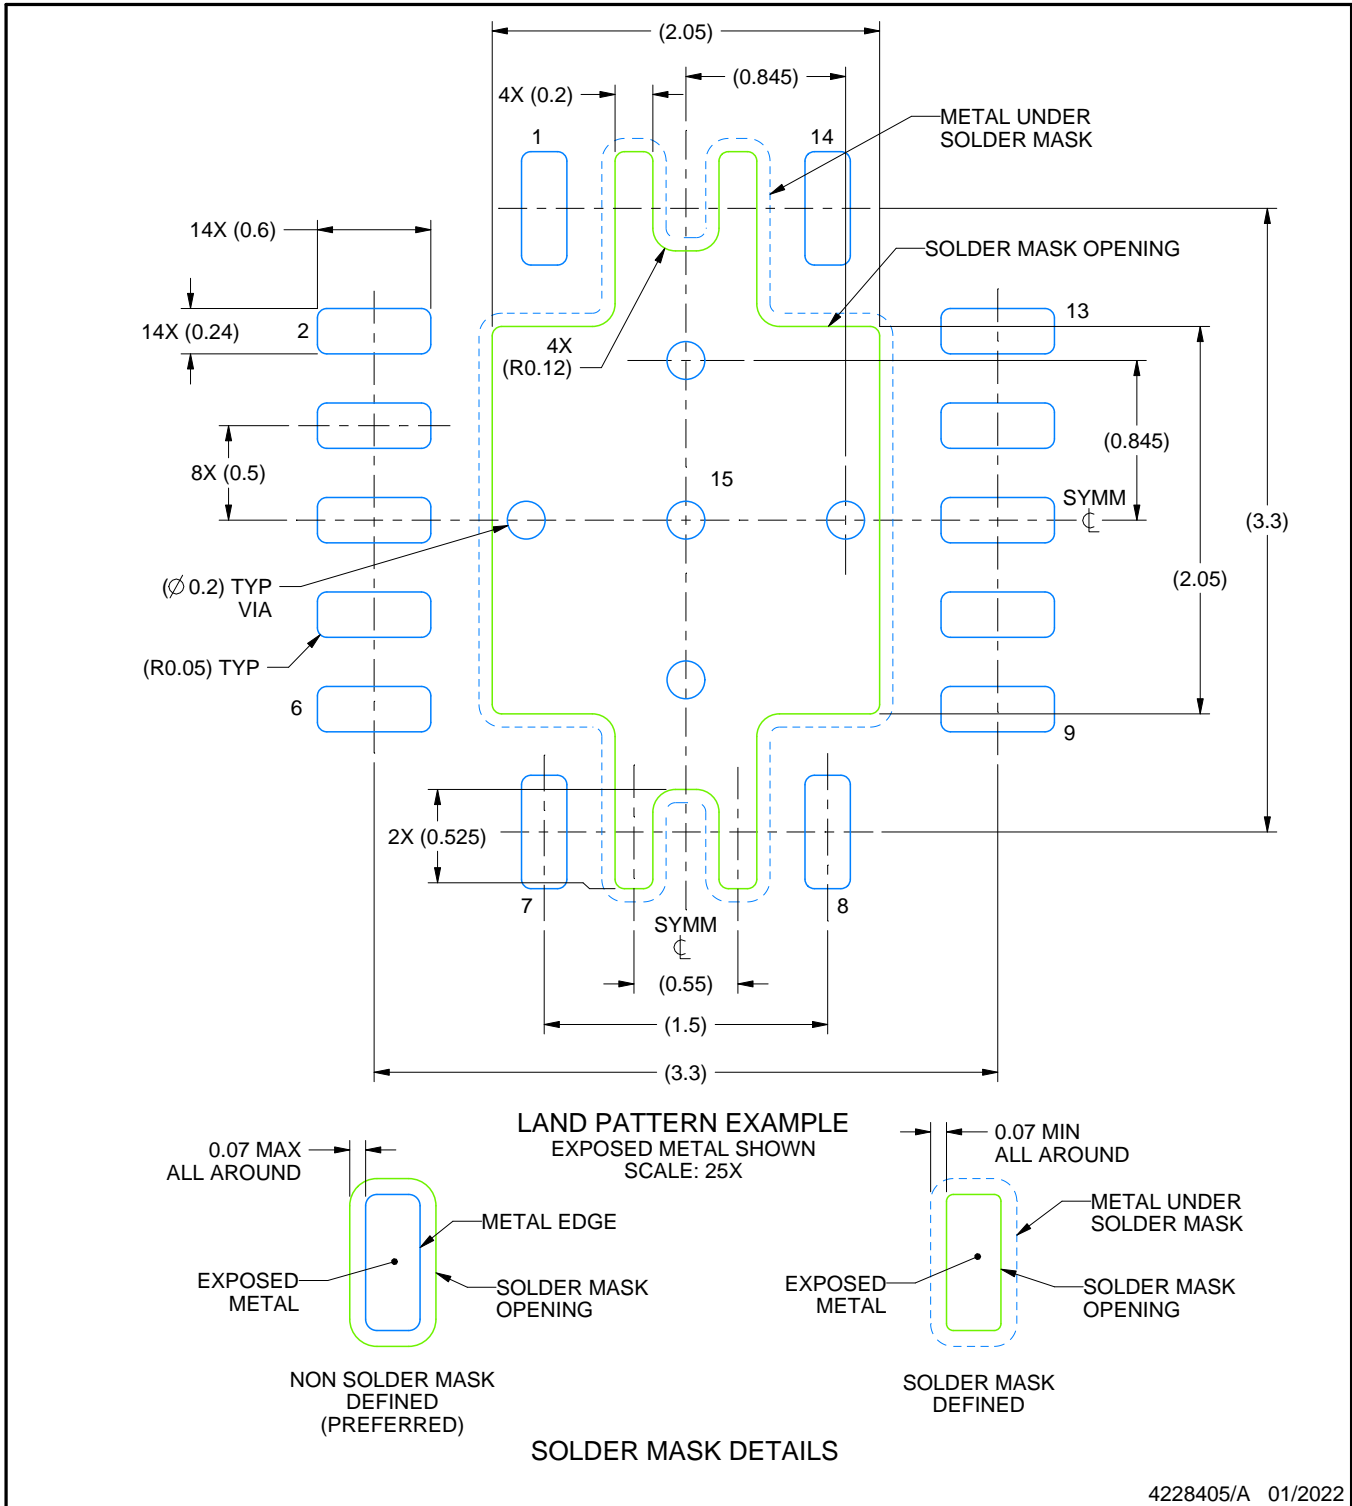 (2.05)
(0.845)
4X (0.2)
METAL UNDER
SOLDER MASK
1
14
14X (0.6)
SOLDER MASK OPENING
14X (0.24)
2
13
4X
(R0.12)
(0.845)
8X (0.5)
15
SYMM
℄
(3.3)
(2.05)
(∅ 0.2) TYP
VIA
(R0.05) TYP
6
9
2X (0.525)
7
8
SYMM
℄
(0.55)
(1.5)
(3.3)
LAND PATTERN EXAMPLE
EXPOSED METAL SHOWN
SCALE: 25X
0.07 MAX
ALL AROUND
METAL EDGE
EXPOSED
METAL
SOLDER MASK
OPENING
NON SOLDER MASK
DEFINED
(PREFERRED)
0.07 MIN
ALL AROUND
METAL UNDER
SOLDER MASK
EXPOSED
METAL
SOLDER MASK
OPENING
SOLDER MASK
DEFINED
SOLDER MASK DETAILS
4228405/A 01/2022